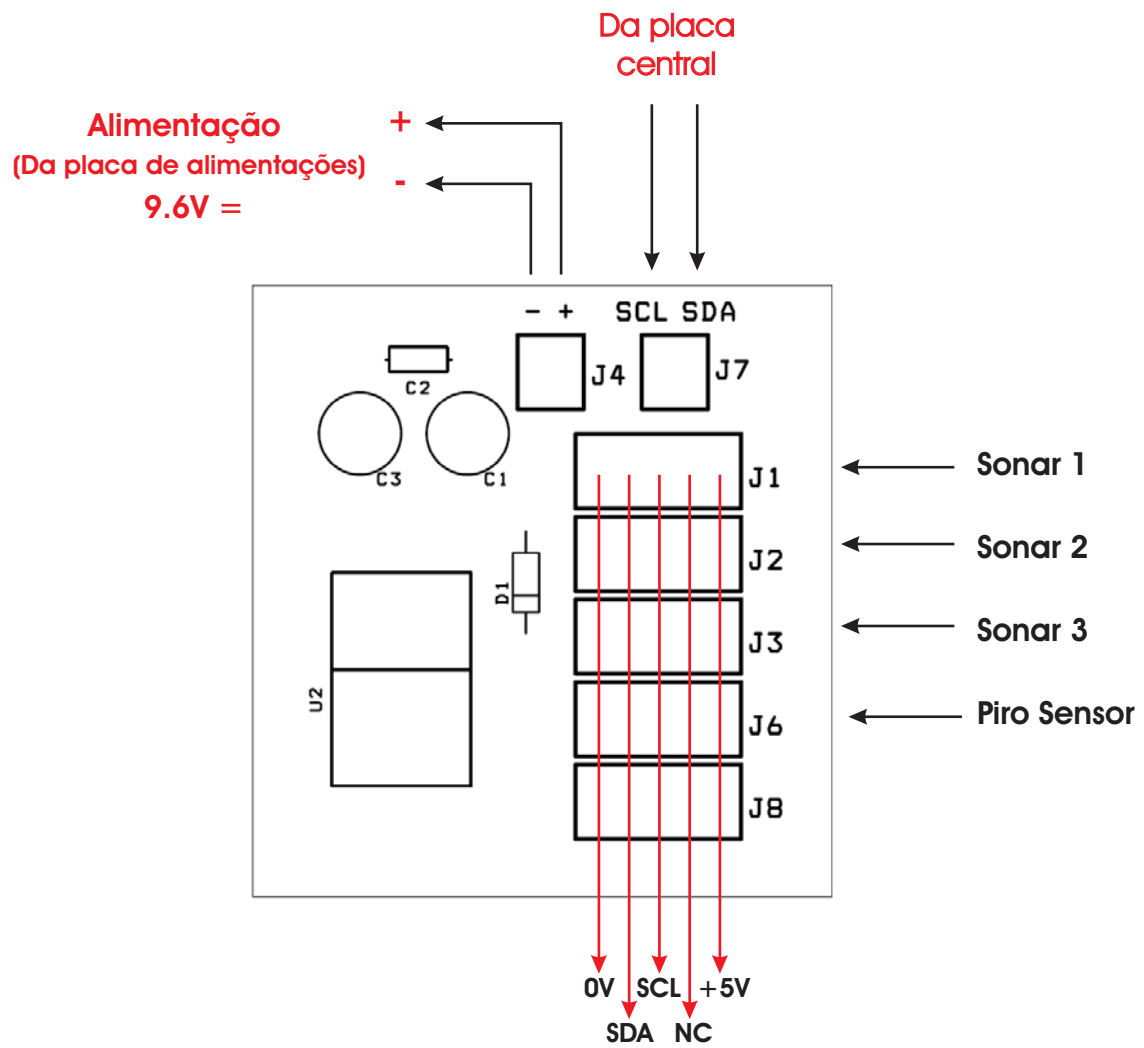 Da placa
central
Alimentação
(Da placa de alimentações)
9.6V =
+
-
- +
SCL SDA
J4
J7
C2
C3
C1
J1
Sonar 1
J2
Sonar 2
D1
J3
Sonar 3
U2
J6
Piro Sensor
J8
0V SCL +5V
SDA NC